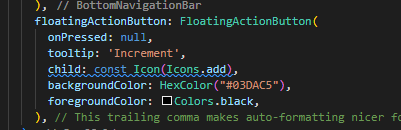 ), // BottomNavigationBar
floatingActionButton: FloatingActionButton(
onPressed: null,
tooltip: 'Increment',
child: const Icon(Icons.add),
backgroundColor: HexColor("#03DAC5"),
foregroundColor: Colors.black,
), // This trailing comma makes auto-formatting nicer fo